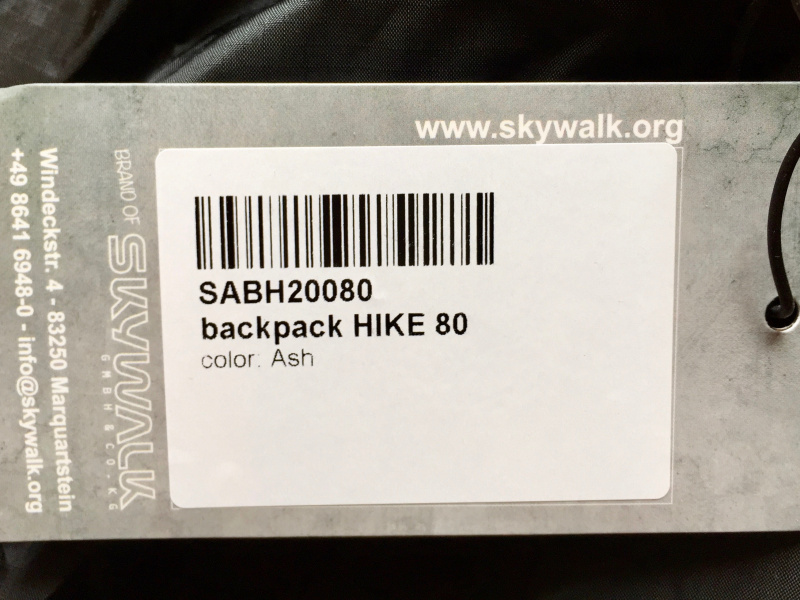 www.skywalk.org
SABH20080
backpack HIKE 80
color: Ash
BRAND OF
SKYWALK
GMBH & CO. KG
Windeckstr. 4 - 83250 Marquartstein
+49 8641 6948-0 - info@skywalk.org